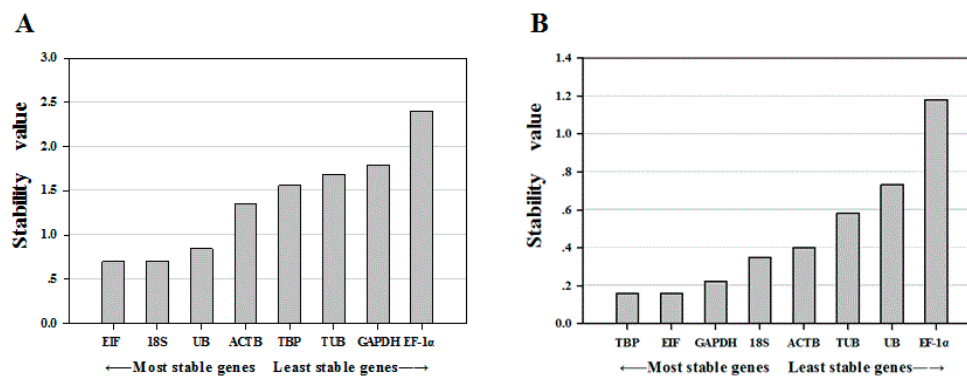 A
Stability value
3.0
2.5
2.0
1.5
1.0
.5
0.0
EIF 18S UB ACTB TBP TUB GAPDH EF-1α
←—Most stable genes Least stable genes—→
B
Stability value
1.4
1.2
1.0
.8
.6
.4
.2
0.0
TBP EIF GAPDH 18S ACTB TUB UB EF-1α
←—Most stable genes Least stable genes—→